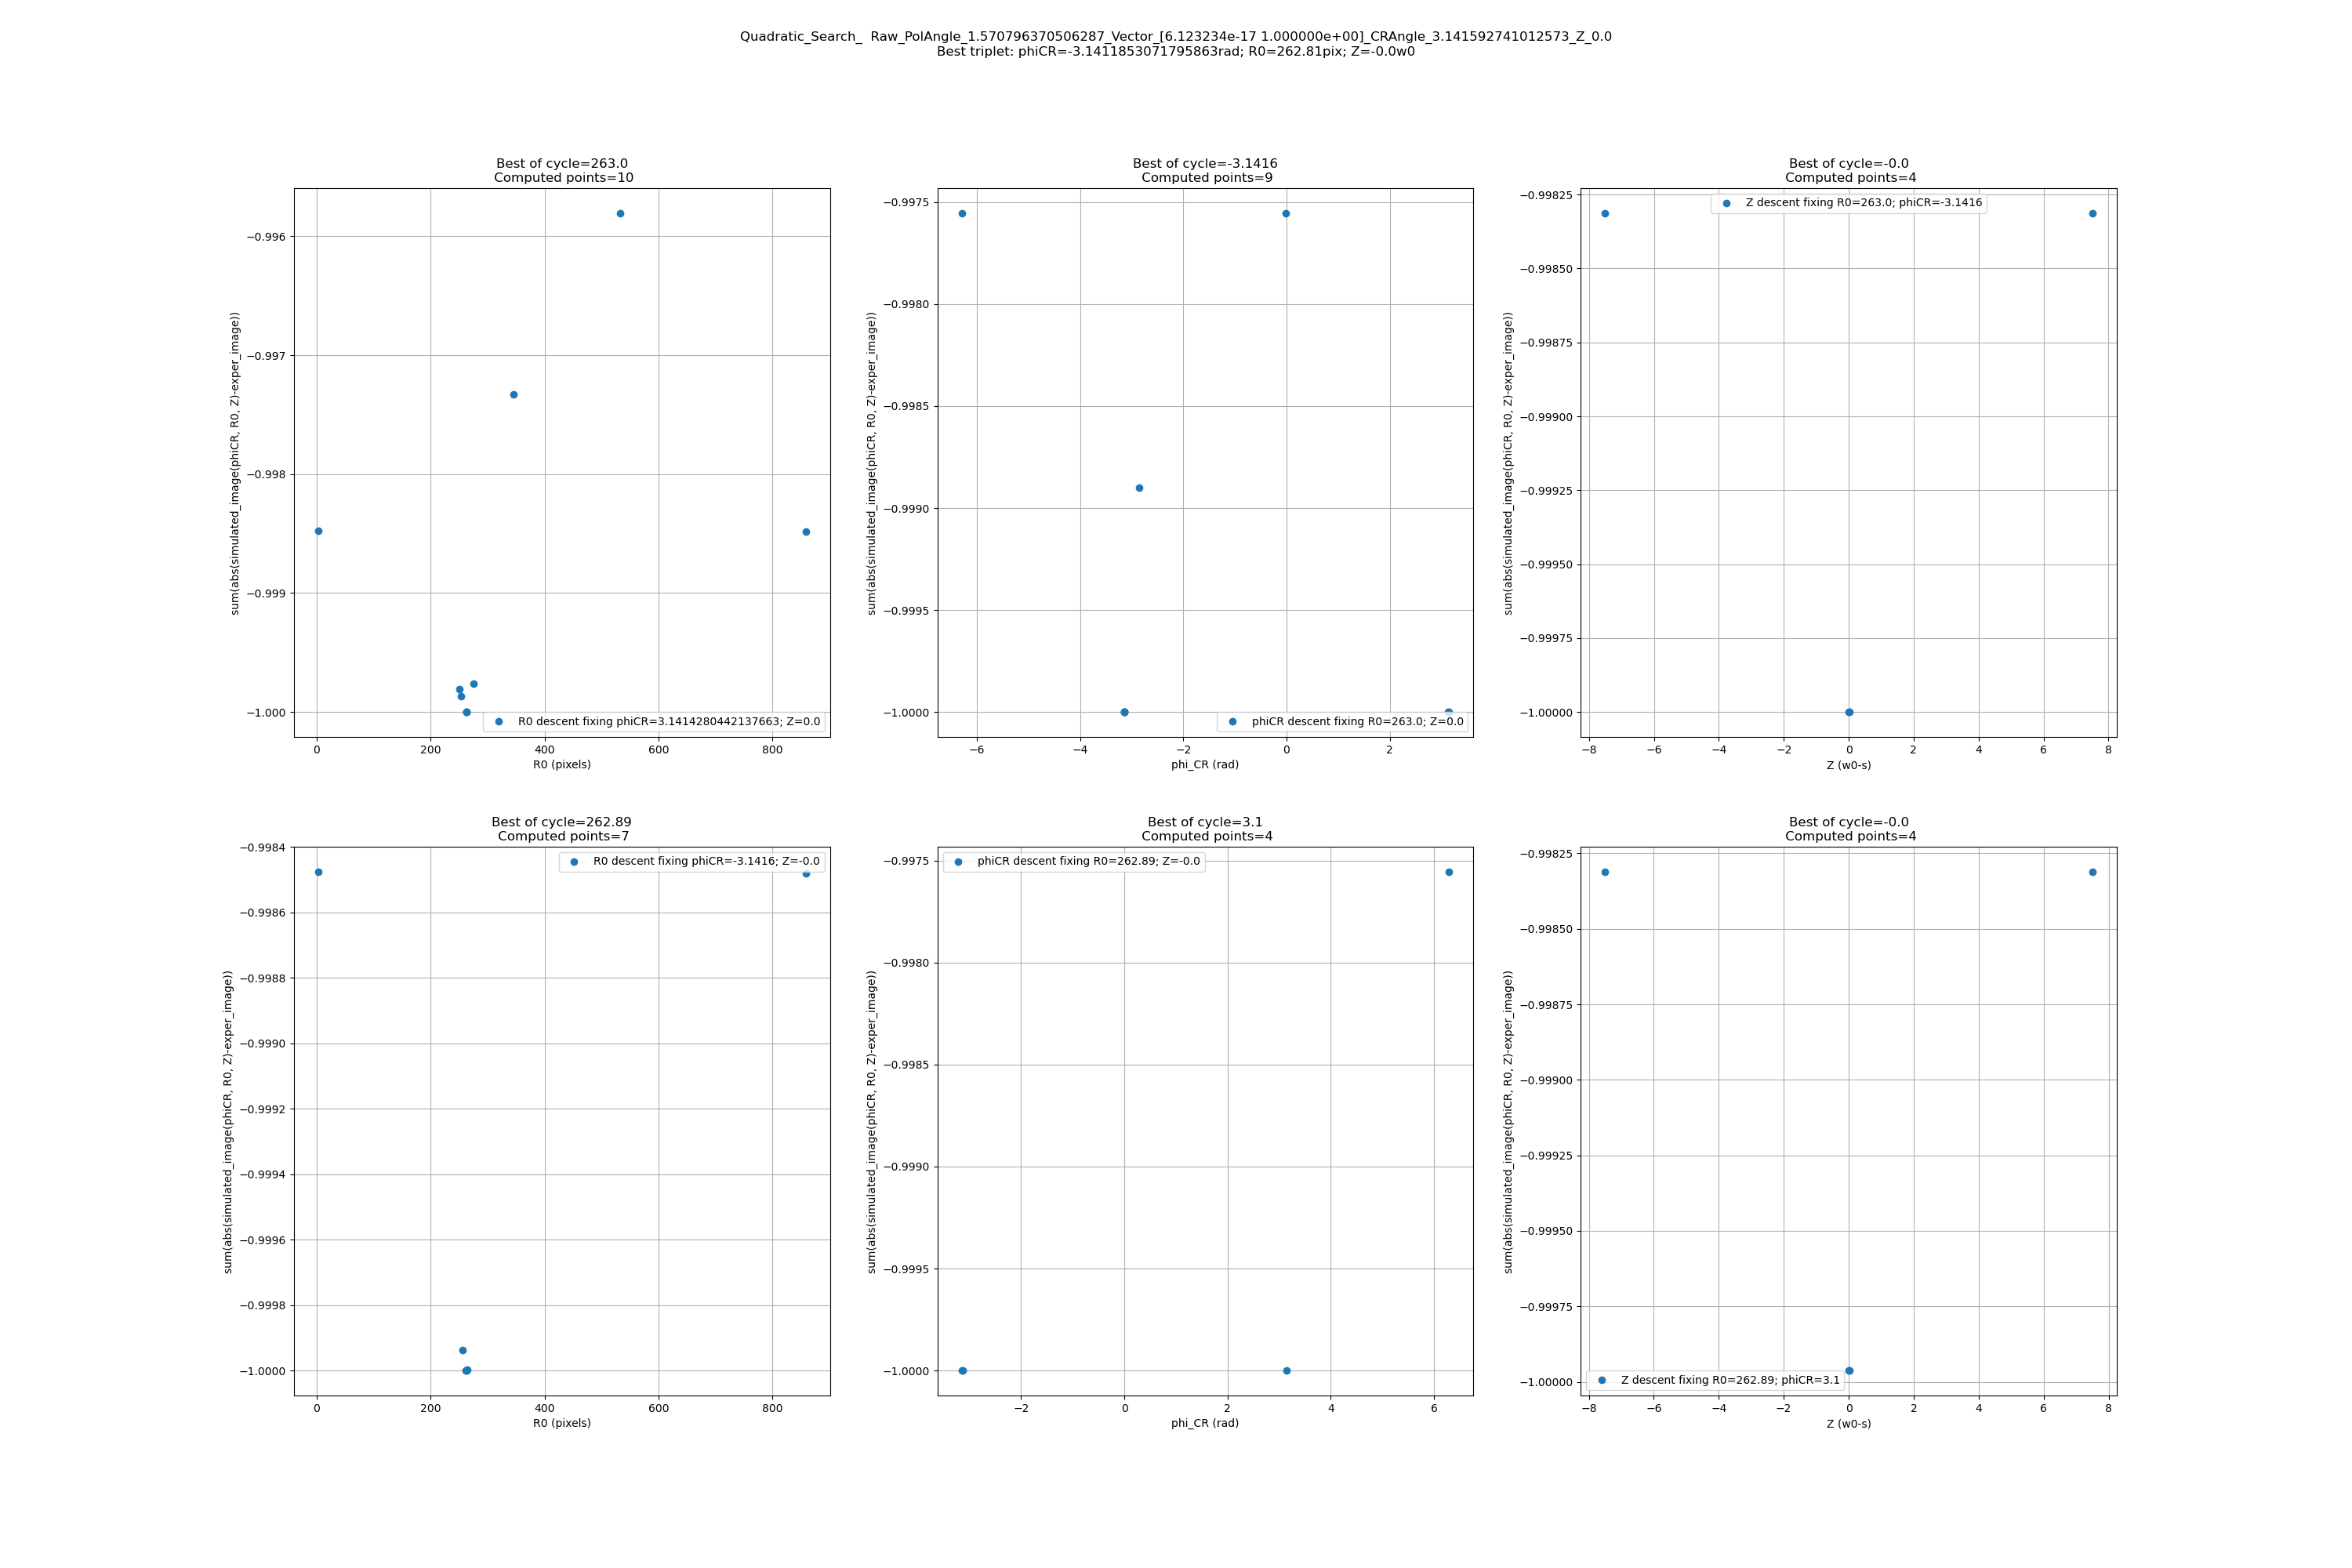 Quadratic_Search_  Raw_PolAngle_1.570796370506287_Vector_[6.123234e-17 1.000000e+00]_CRAngle_3.141592741012573_Z_0.0
Best triplet: phiCR=-3.1411853071795863rad; R0=262.81pix; Z=-0.0w0
Best of cycle=263.0
Computed points=10
−0.996
−0.997
−0.998
−0.999
−1.000
sum(abs(simulated_image(phiCR, R0, Z)-exper_image))
R0 descent fixing phiCR=3.1414280442137663; Z=0.0
0 200 400 600 800
R0 (pixels)
Best of cycle=-3.1416
Computed points=9
−0.9975
−0.9980
−0.9985
−0.9990
−0.9995
−1.0000
sum(abs(simulated_image(phiCR, R0, Z)-exper_image))
phiCR descent fixing R0=263.0; Z=0.0
−6 −4 −2 0 2
phi_CR (rad)
Best of cycle=-0.0
Computed points=4
−0.99825
−0.99850
−0.99875
−0.99900
−0.99925
−0.99950
−0.99975
−1.00000
sum(abs(simulated_image(phiCR, R0, Z)-exper_image))
Z descent fixing R0=263.0; phiCR=-3.1416
−8 −6 −4 −2 0 2 4 6 8
Z (w0-s)
Best of cycle=262.89
Computed points=7
−0.9984
−0.9986
−0.9988
−0.9990
−0.9992
−0.9994
−0.9996
−0.9998
−1.0000
sum(abs(simulated_image(phiCR, R0, Z)-exper_image))
R0 descent fixing phiCR=-3.1416; Z=-0.0
0 200 400 600 800
R0 (pixels)
Best of cycle=3.1
Computed points=4
−0.9975
−0.9980
−0.9985
−0.9990
−0.9995
−1.0000
sum(abs(simulated_image(phiCR, R0, Z)-exper_image))
phiCR descent fixing R0=262.89; Z=-0.0
−2 0 2 4 6
phi_CR (rad)
Best of cycle=-0.0
Computed points=4
−0.99825
−0.99850
−0.99875
−0.99900
−0.99925
−0.99950
−0.99975
−1.00000
sum(abs(simulated_image(phiCR, R0, Z)-exper_image))
Z descent fixing R0=262.89; phiCR=3.1
−8 −6 −4 −2 0 2 4 6 8
Z (w0-s)